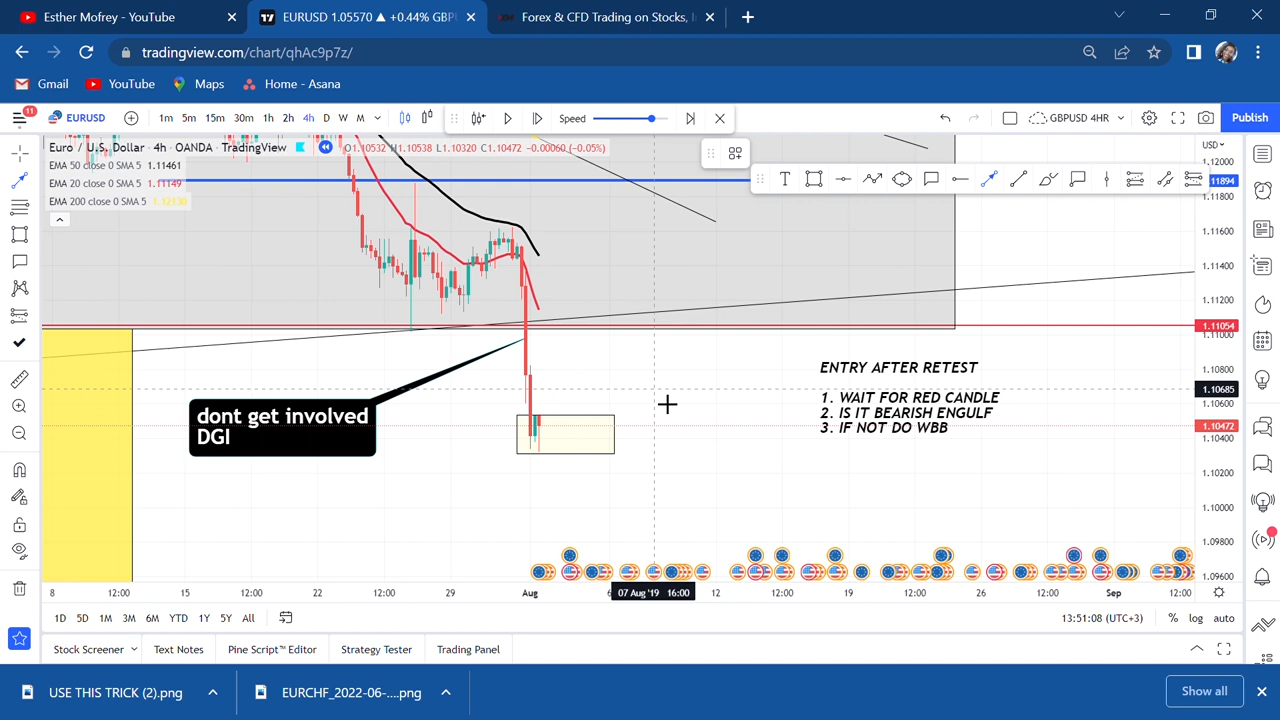 Esther Mofrey - YouTube
EURUSD 1.05570 ▲ +0.44% GBPU
Forex & CFD Trading on Stocks, I
tradingview.com/chart/qhAc9p7z/
Gmail
YouTube
Maps
Home - Asana
11
EURUSD
1m 5m 15m 30m 1h 2h 4h D W M
Speed
GBPUSD 4HR
Publish
Euro / U.S. Dollar · 4h · OANDA · TradingView
O1.10532 H1.10538 L1.10320 C1.10472 -0.00060 (-0.05%)
USD
EMA 50 close 0 SMA 5 1.11461
EMA 20 close 0 SMA 5 1.11149
EMA 200 close 0 SMA 5 1.12130
1.12000
1.11894
1.11800
1.11600
1.11400
1.11200
1.11054
1.11000
1.10800
1.10685
1.10600
1.10472
1.10400
1.10200
1.10000
1.09800
1.09600
dont get involved
DGI
ENTRY AFTER RETEST
1. WAIT FOR RED CANDLE
2. IS IT BEARISH ENGULF
3. IF NOT DO WBB
8 12:00 15 12:00 22 12:00 29 Aug 6 07 Aug '19 16:00 12 12:00 19 12:00 26 12:00 Sep 12:00
1D 5D 1M 3M 6M YTD 1Y 5Y All
13:51:08 (UTC+3)
% log auto
Stock Screener
Text Notes
Pine Script™ Editor
Strategy Tester
Trading Panel
USE THIS TRICK (2).png
EURCHF_2022-06-....png
Show all